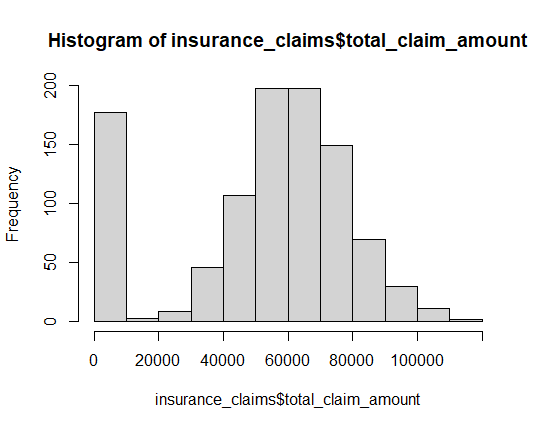 Histogram of insurance_claims$total_claim_amount
Frequency
200
150
100
50
0
0 20000 40000 60000 80000 100000
insurance_claims$total_claim_amount